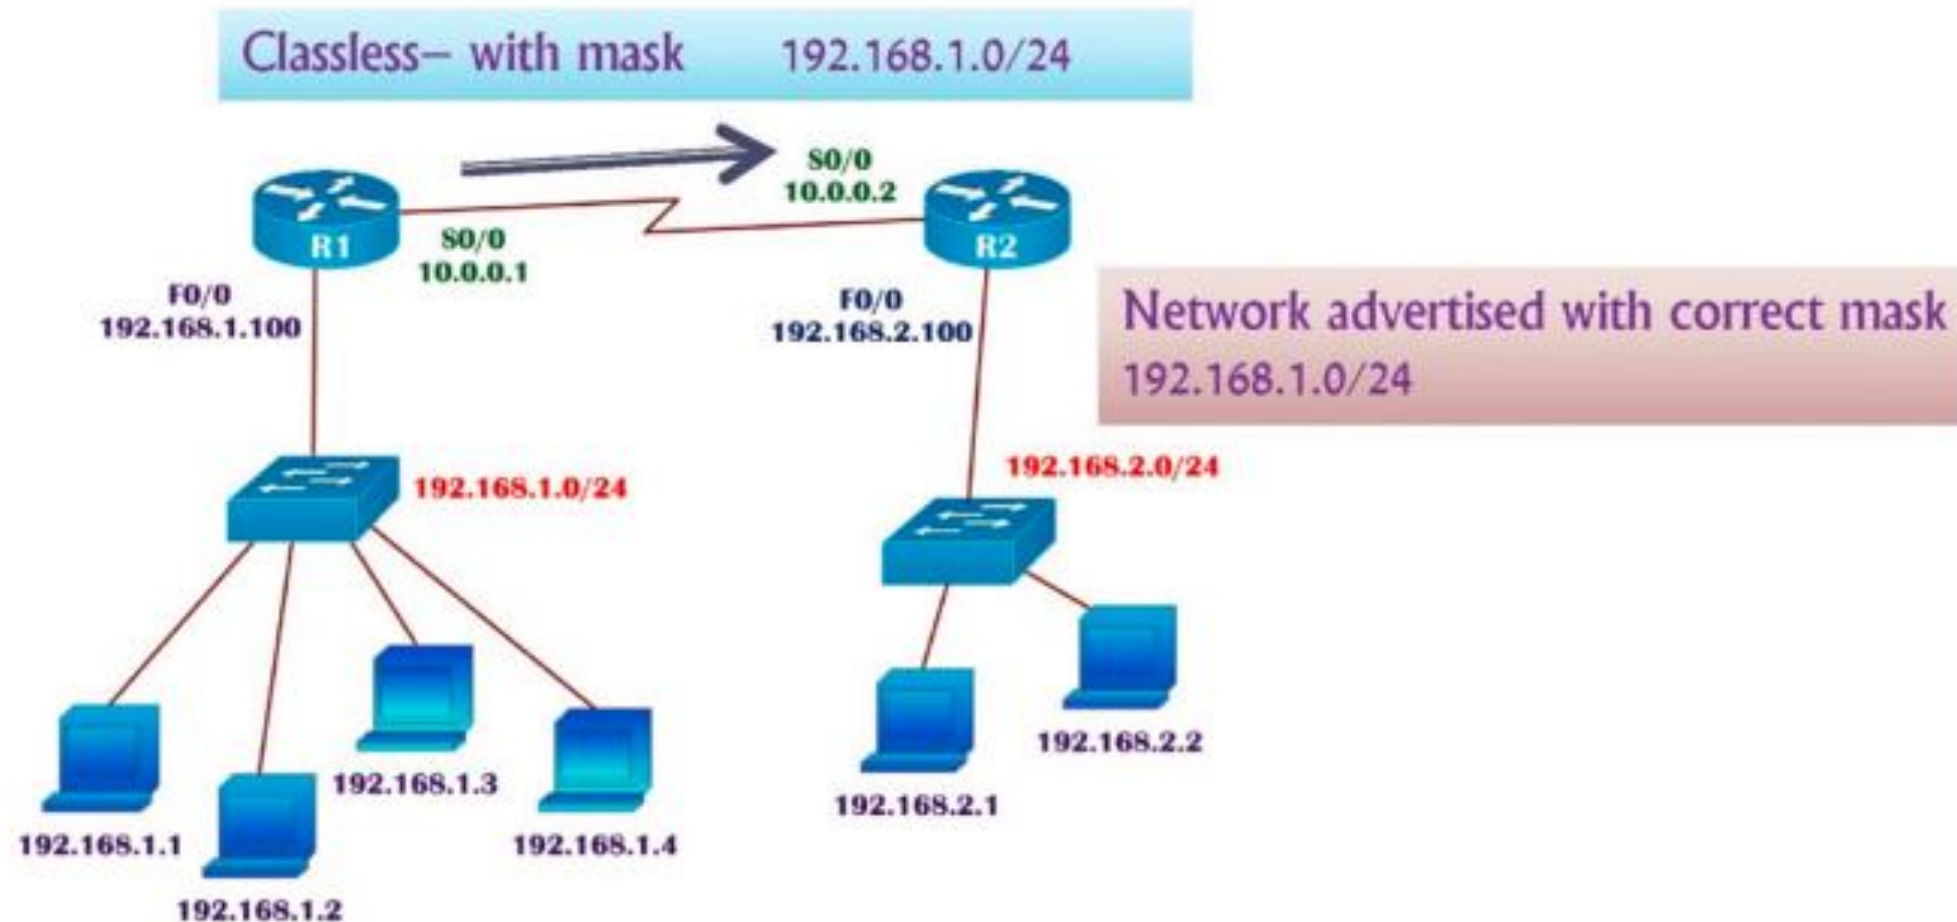 Classless– with mask 192.168.1.0/24
S0/0
10.0.0.2
R1
R2
S0/0
10.0.0.1
F0/0
192.168.1.100
F0/0
192.168.2.100
Network advertised with correct mask
192.168.1.0/24
192.168.1.0/24
192.168.2.0/24
192.168.1.1
192.168.1.2
192.168.1.3
192.168.1.4
192.168.2.1
192.168.2.2